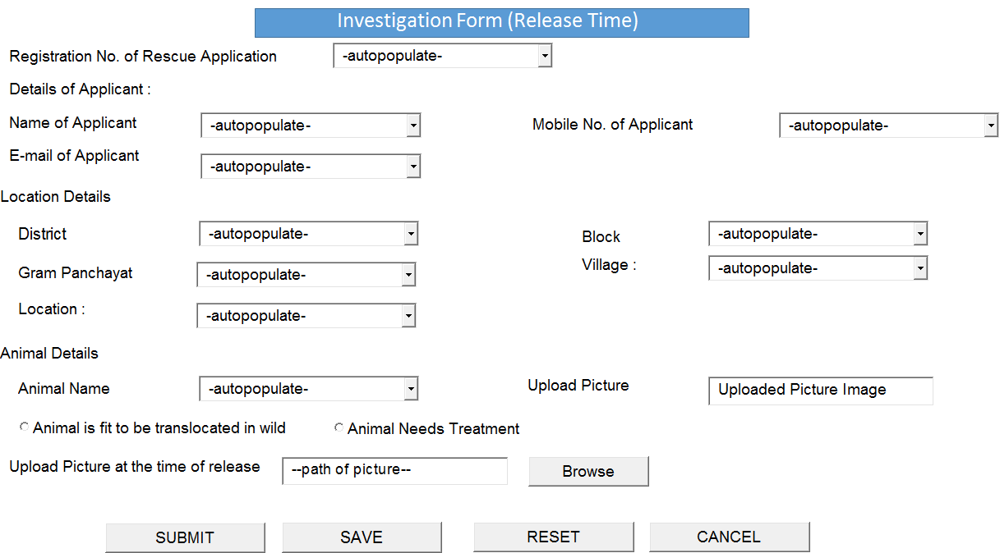 Investigation Form (Release Time)
Registration No. of Rescue Application -autopopulate-
Details of Applicant :
Name of Applicant -autopopulate- Mobile No. of Applicant -autopopulate-
E-mail of Applicant -autopopulate-
Location Details
District -autopopulate- Block -autopopulate-
Gram Panchayat -autopopulate- Village : -autopopulate-
Location : -autopopulate-
Animal Details
Animal Name -autopopulate- Upload Picture Uploaded Picture Image
Animal is fit to be translocated in wild Animal Needs Treatment
Upload Picture at the time of release --path of picture-- Browse
SUBMIT SAVE RESET CANCEL